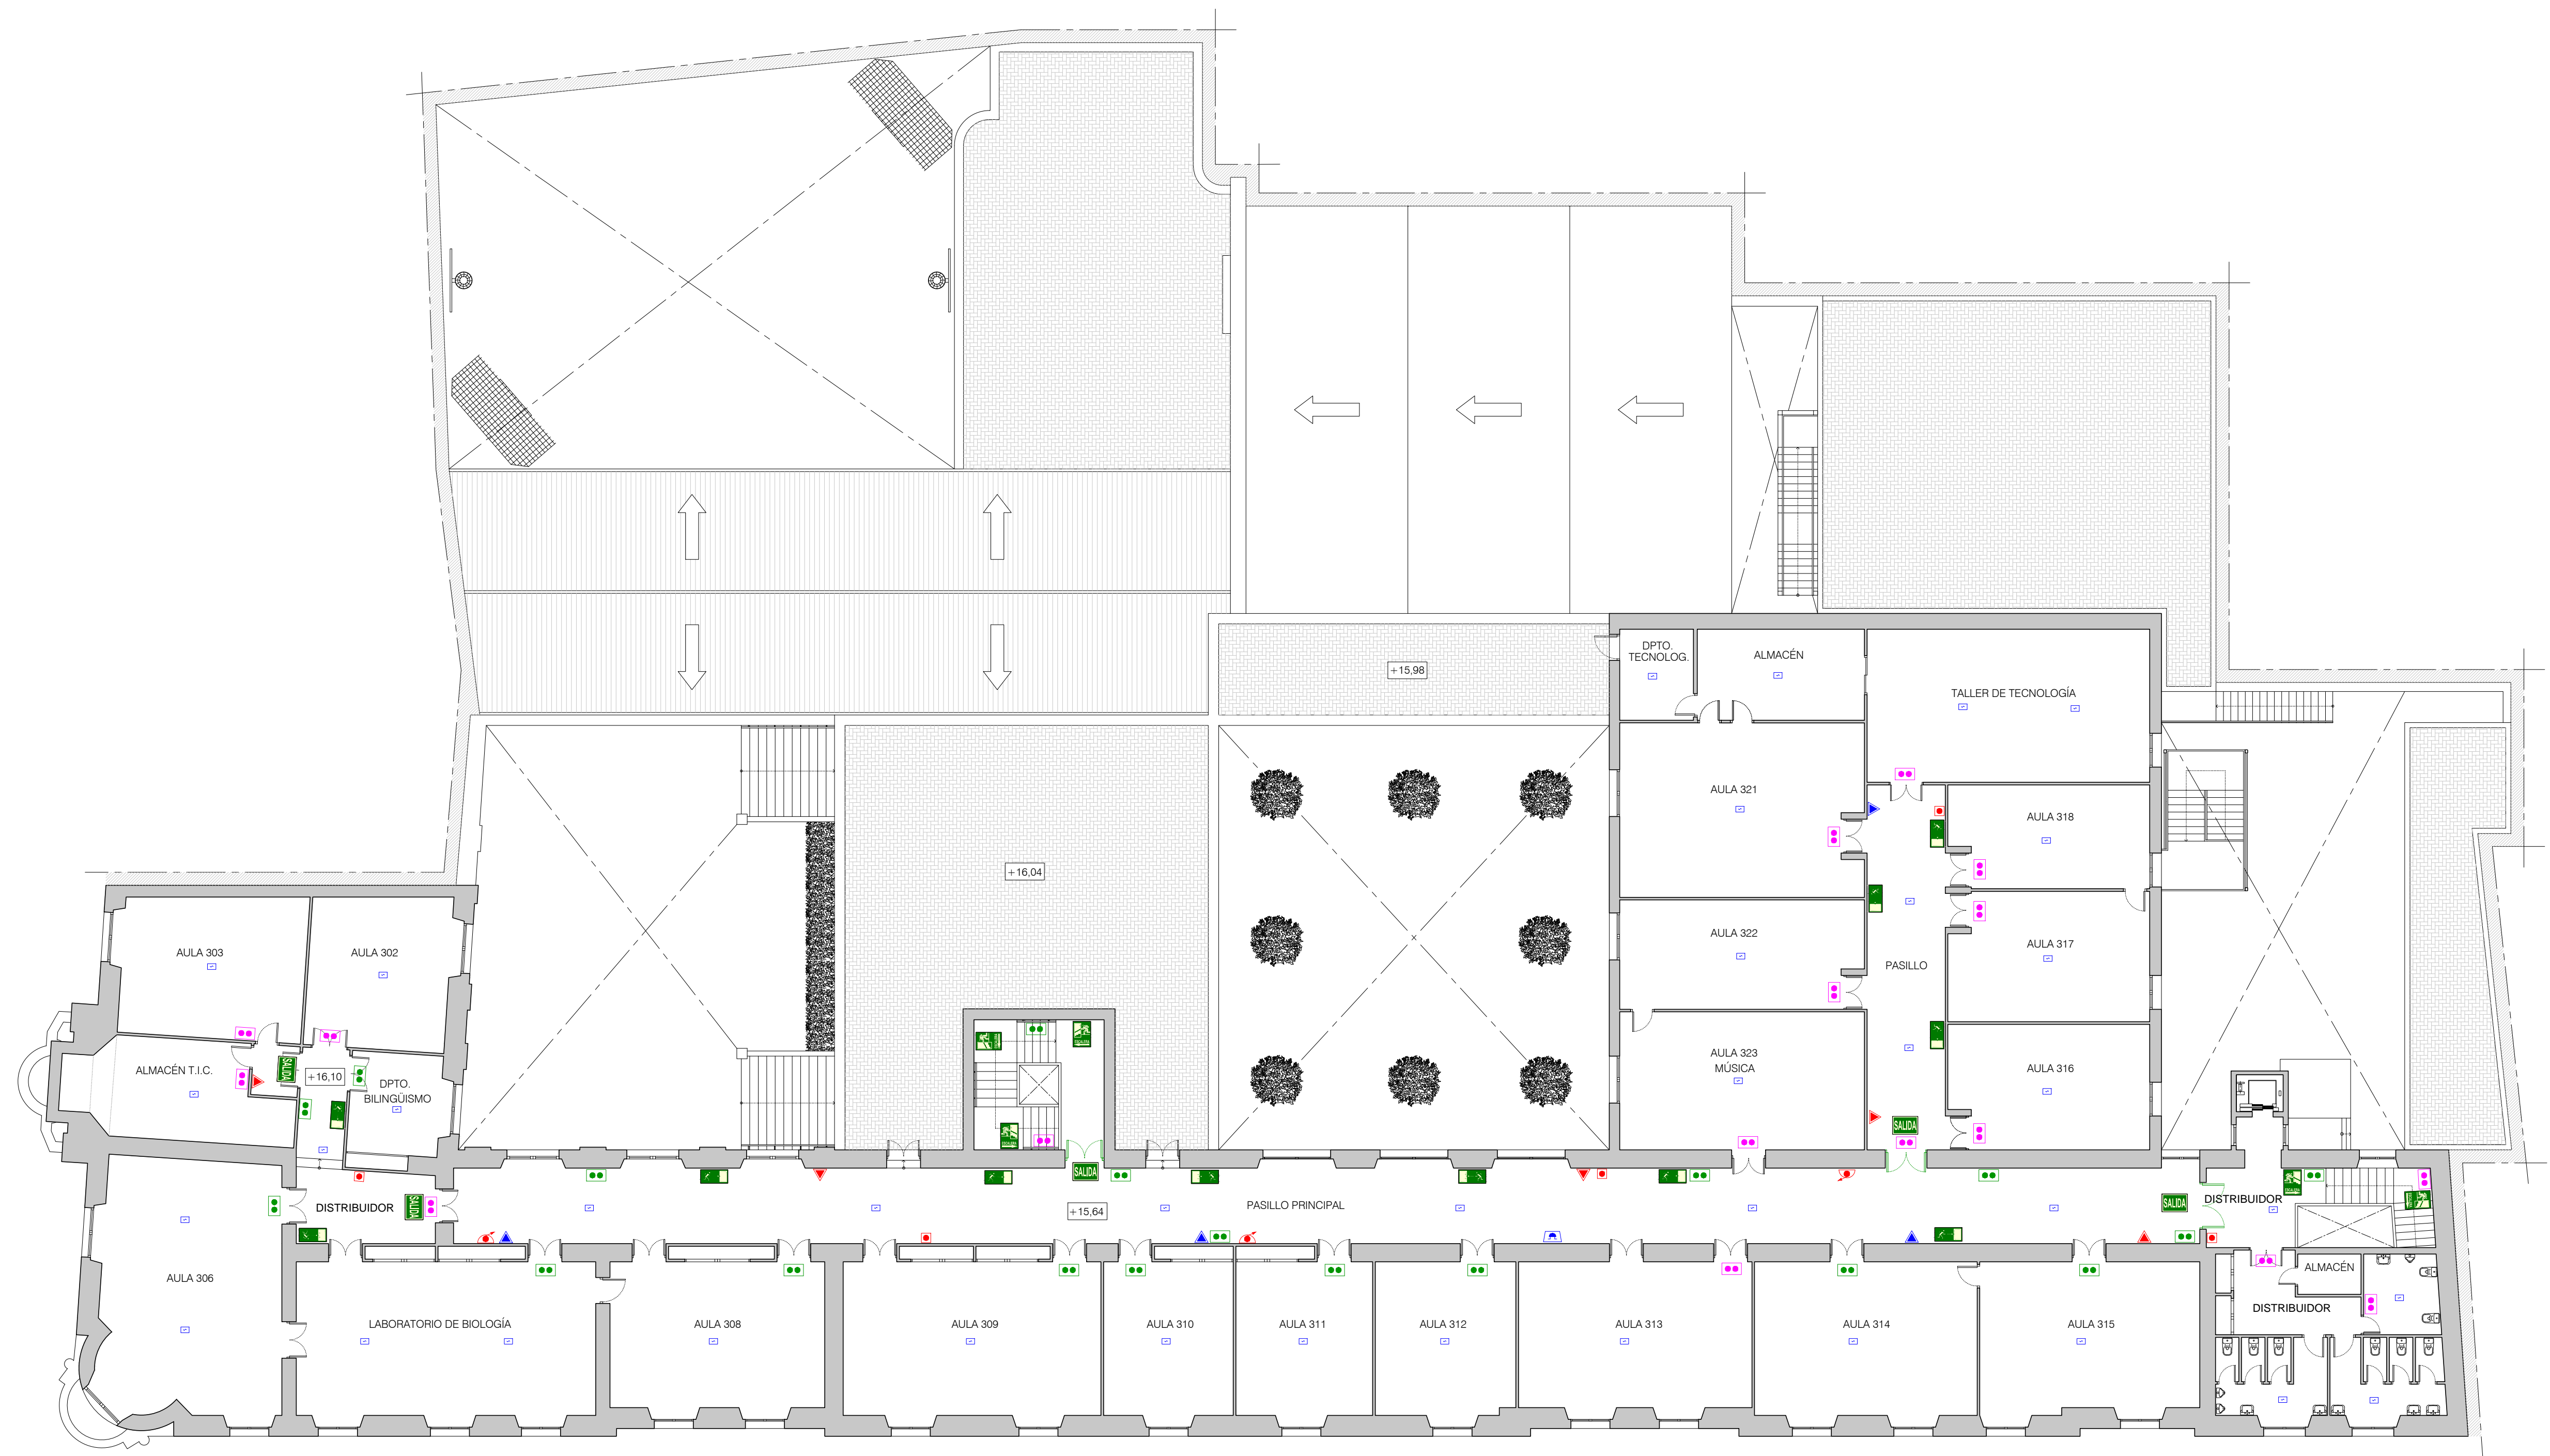 DPTO.
TECNOLOG.
ALMACÉN
+15,98
TALLER DE TECNOLOGÍA
AULA 321
AULA 318
+16,04
AULA 322
AULA 317
AULA 303
AULA 302
PASILLO
AULA 323
MÚSICA
AULA 316
ALMACÉN T.I.C.
SALIDA
+16,10
DPTO.
BILINGÜISMO
SALIDA
SALIDA
DISTRIBUIDOR
SALIDA
+15,64
PASILLO PRINCIPAL
SALIDA
DISTRIBUIDOR
AULA 306
ALMACÉN
DISTRIBUIDOR
LABORATORIO DE BIOLOGÍA
AULA 308
AULA 309
AULA 310
AULA 311
AULA 312
AULA 313
AULA 314
AULA 315